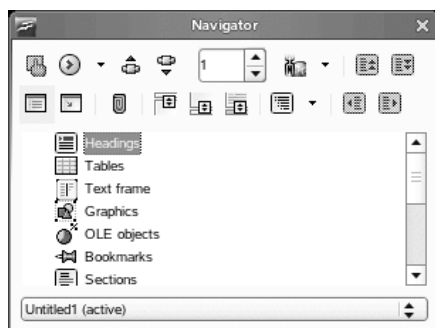 Navigator
1
Headings
Tables
Text frame
Graphics
OLE objects
Bookmarks
Sections
Untitled1 (active)